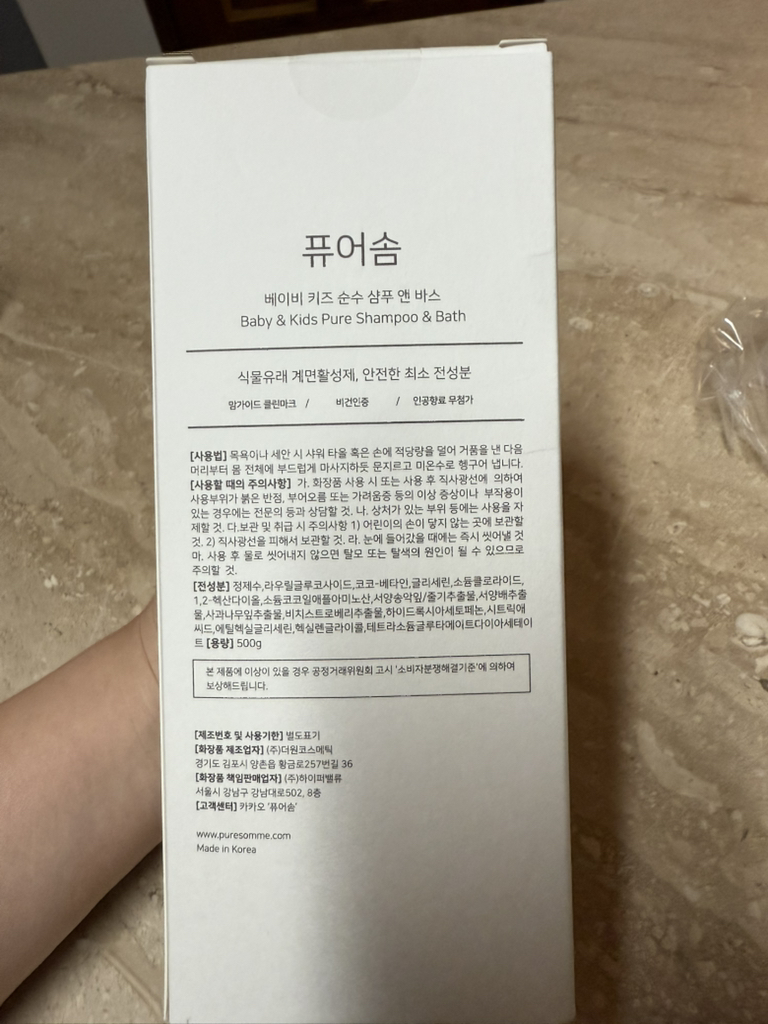 퓨어솜
베이비 키즈 순수 샴푸 앤 바스
Baby & Kids Pure Shampoo & Bath
식물유래 계면활성제, 안전한 최소 전성분
맘가이드 클린마크 / 비건인증 / 인공향료 무첨가
[사용법] 목욕이나 세안 시 샤워 타올 혹은 손에 적당량을 덜어 거품을 낸 다음
머리부터 몸 전체에 부드럽게 마사지하듯 문지르고 미온수로 헹구어 냅니다.
[사용할 때의 주의사항] 가. 화장품 사용 시 또는 사용 후 직사광선에 의하여
사용부위가 붉은 반점, 부어오름 또는 가려움증 등의 이상 증상이나 부작용이
있는 경우에는 전문의 등과 상담할 것. 나. 상처가 있는 부위 등에는 사용을 자
제할 것. 다.보관 및 취급 시 주의사항 1) 어린이의 손이 닿지 않는 곳에 보관할
것. 2) 직사광선을 피해서 보관할 것. 라. 눈에 들어갔을 때에는 즉시 씻어낼 것
마. 사용 후 물로 씻어내지 않으면 탈모 또는 탈색의 원인이 될 수 있으므로
주의할 것.
[전성분] 정제수,라우릴글루코사이드,코코-베타인,글리세린,소듐클로라이드,
1,2-헥산다이올,소듐코코일애플아미노산,서양송악잎/줄기추출물,서양배추출
물,사과나무잎추출물,비치스트로베리추출물,하이드록시아세토페논,시트릭애
씨드,에틸헥실글리세린,헥실렌글라이콜,테트라소듐글루타메이트다이아세테이
트 [용량] 500g
본 제품에 이상이 있을 경우 공정거래위원회 고시 '소비자분쟁해결기준'에 의하여
보상해드립니다.
[제조번호 및 사용기한] 별도표기
[화장품 제조업자] (주)더원코스메틱
경기도 김포시 양촌읍 황금로257번길 36
[화장품 책임판매업자] (주)하이퍼밸류
서울시 강남구 강남대로502, 8층
[고객센터] 카카오 '퓨어솜'
www.puresomme.com
Made in Korea